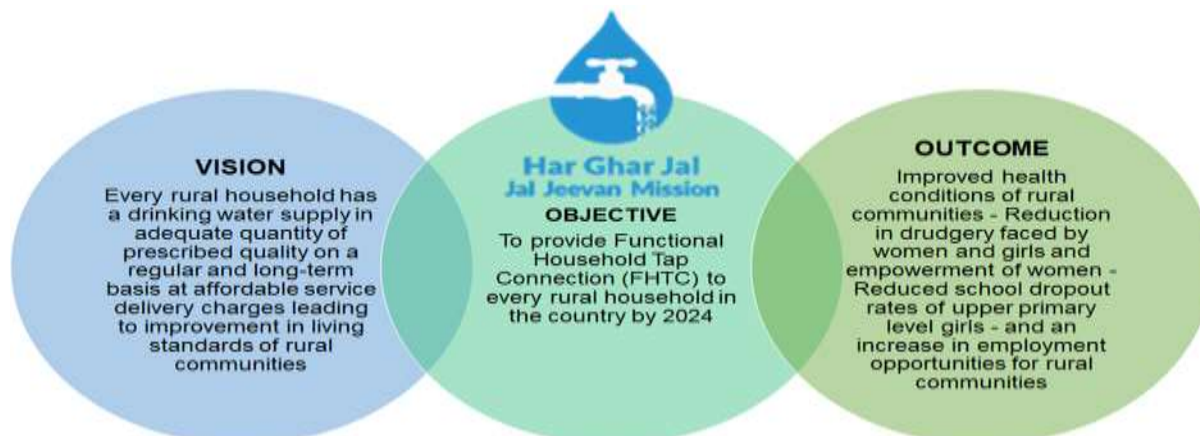 VISION
Every rural household has
a drinking water supply in
adequate quantity of
prescribed quality on a
regular and long-term
basis at affordable service
delivery charges leading
to improvement in living
standards of rural
communities
Har Ghar Jal
Jal Jeevan Mission
OBJECTIVE
To provide Functional
Household Tap
Connection (FHTC) to
every rural household in
the country by 2024
OUTCOME
Improved health
conditions of rural
communities - Reduction
in drudgery faced by
women and girls and
empowerment of women -
Reduced school dropout
rates of upper primary
level girls - and an
increase in employment
opportunities for rural
communities